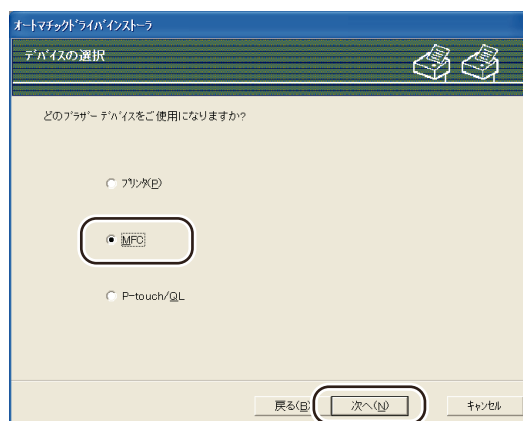 オートマチックドライバインストーラ
デバイスの選択
どのブラザー デバイスをご使用になりますか?
プリンタ(P)
MFC
P-touch/QL
戻る(B) 次へ(N) キャンセル